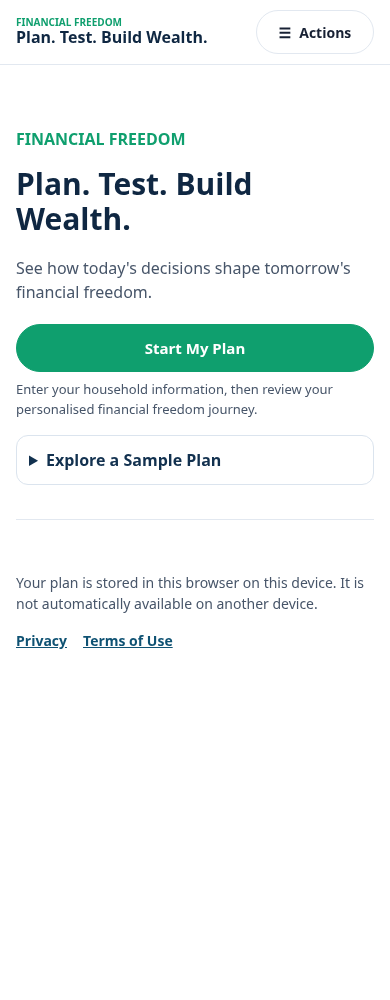 FINANCIAL FREEDOM
Plan. Test. Build Wealth.
☰ Actions
FINANCIAL FREEDOM
Plan. Test. Build
Wealth.
See how today's decisions shape tomorrow's
financial freedom.
Start My Plan
Enter your household information, then review your
personalised financial freedom journey.
Explore a Sample Plan
Your plan is stored in this browser on this device. It is
not automatically available on another device.
Privacy Terms of Use